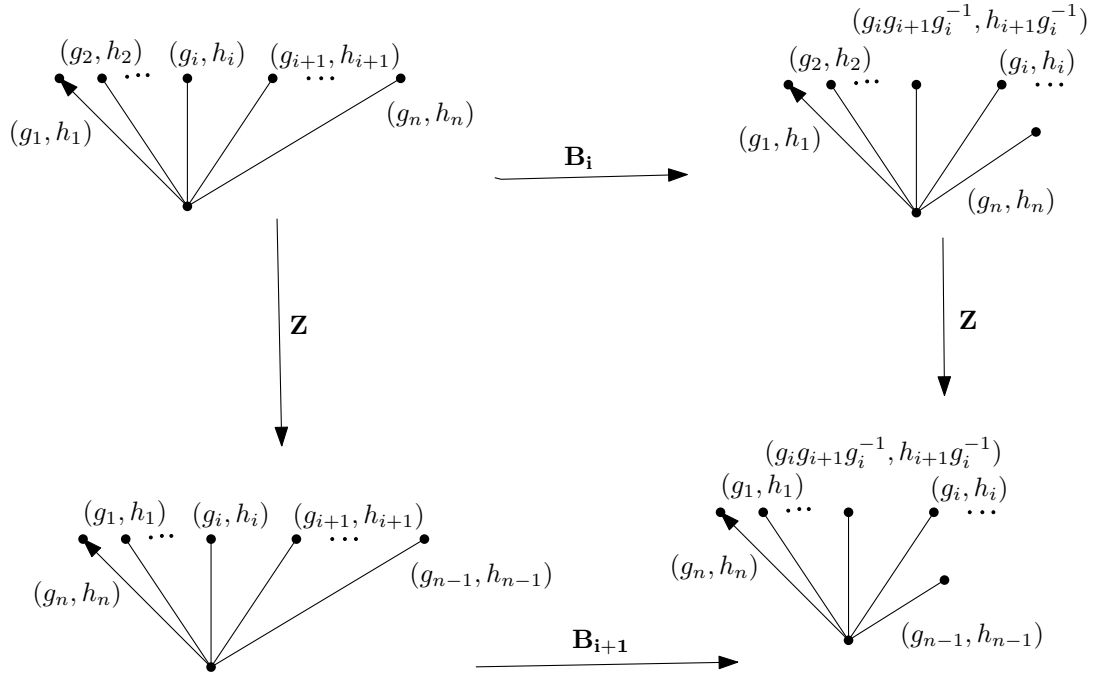 (g_i g_{i+1} g_i^{-1}, h_{i+1} g_i^{-1})
(g_2, h_2) (g_i, h_i) (g_{i+1}, h_{i+1})
(g_2, h_2) (g_i, h_i)
(g_1, h_1) (g_n, h_n)
(g_1, h_1) (g_n, h_n)
B_i
Z
Z
(g_i g_{i+1} g_i^{-1}, h_{i+1} g_i^{-1})
(g_1, h_1) (g_i, h_i) (g_{i+1}, h_{i+1})
(g_1, h_1) (g_i, h_i)
(g_n, h_n) (g_{n-1}, h_{n-1})
(g_n, h_n) (g_{n-1}, h_{n-1})
B_{i+1}